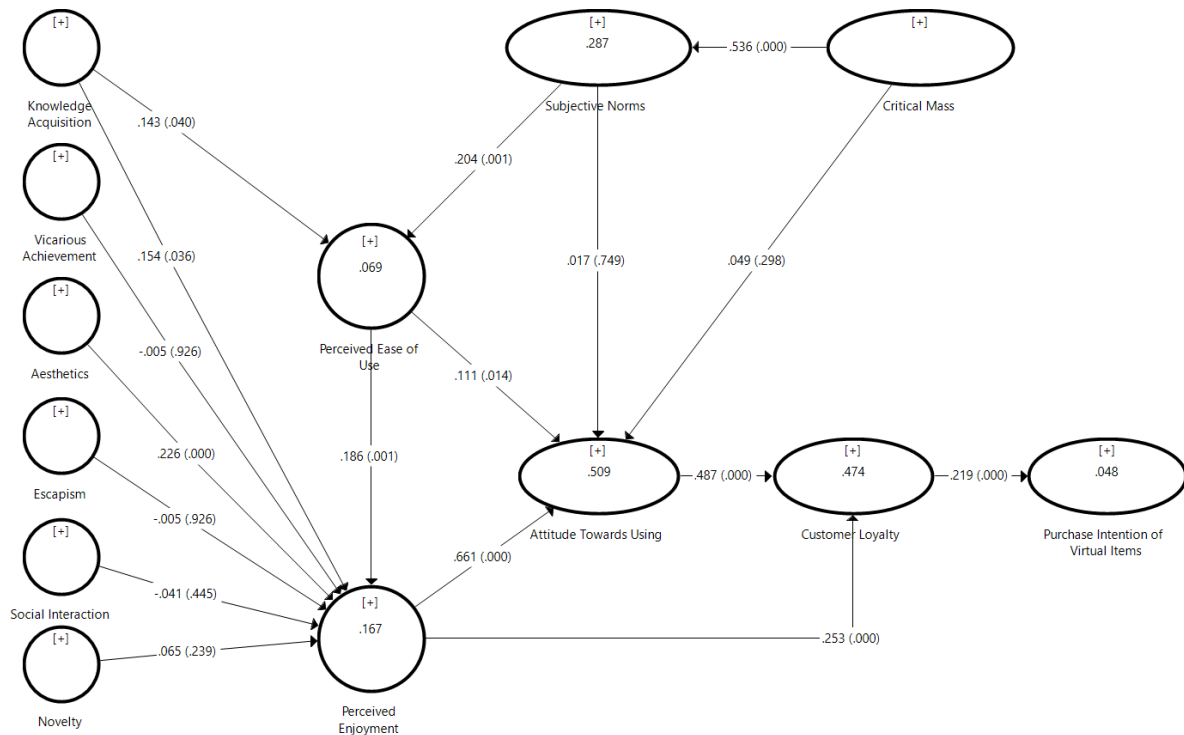 [+]
Knowledge
Acquisition
[+]
Vicarious
Achievement
[+]
Aesthetics
[+]
Escapism
[+]
Social Interaction
[+]
Novelty
[+]
.287
Subjective Norms
.536 (.000)
[+]
Critical Mass
.143 (.040)
.204 (.001)
.154 (.036)
[+]
.069
Perceived Ease of
Use
.017 (.749)
.049 (.298)
-.005 (.926)
.111 (.014)
.226 (.000)
.186 (.001)
-.005 (.926)
-.041 (.445)
.065 (.239)
[+]
.167
Perceived
Enjoyment
.661 (.000)
[+]
.509
Attitude Towards Using
.487 (.000)
[+]
.474
Customer Loyalty
.219 (.000)
[+]
.048
Purchase Intention of
Virtual Items
.253 (.000)